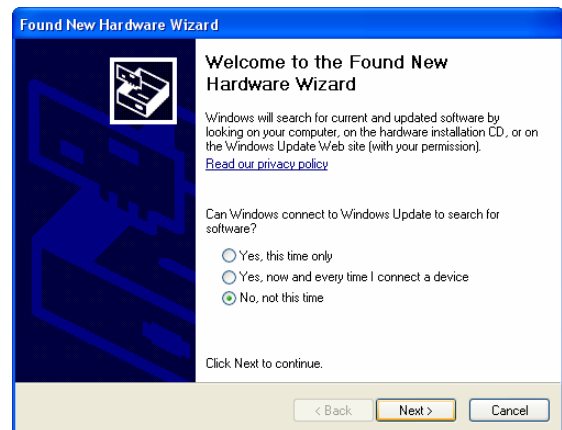 Found New Hardware Wizard
Welcome to the Found New
Hardware Wizard
Windows will search for current and updated software by
looking on your computer, on the hardware installation CD, or on
the Windows Update Web site (with your permission).
Read our privacy policy
Can Windows connect to Windows Update to search for
software?
Yes, this time only
Yes, now and every time I connect a device
No, not this time
Click Next to continue.
< Back
Next >
Cancel